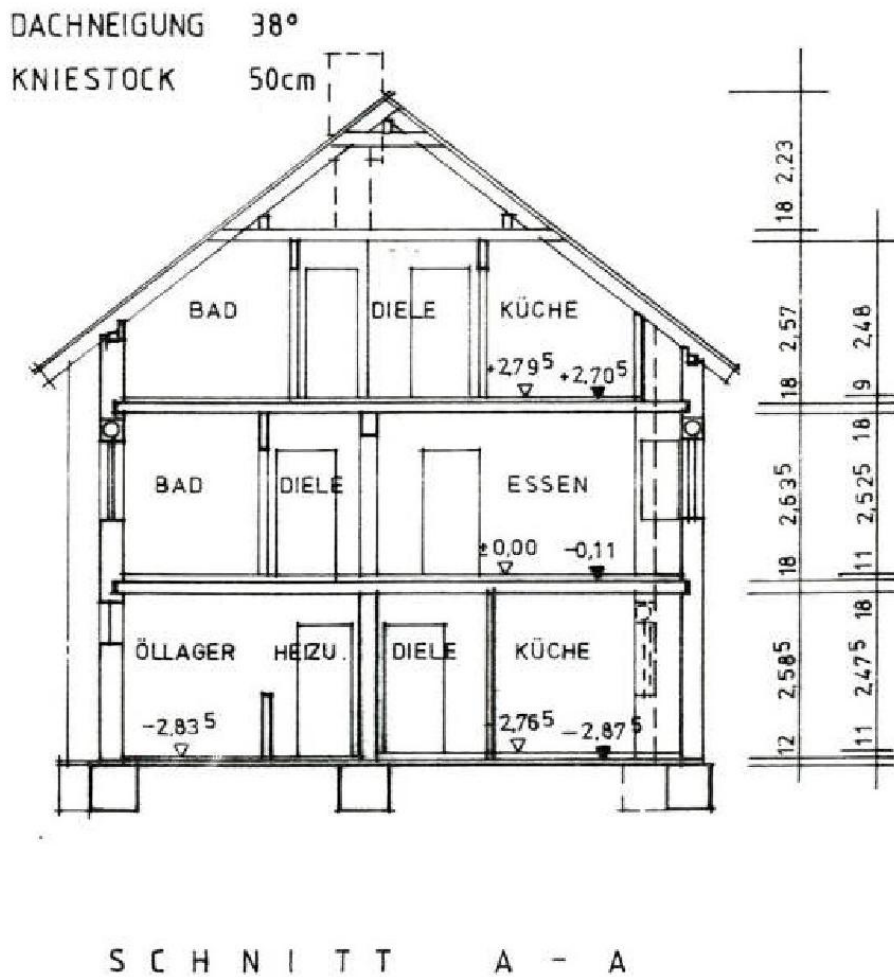 DACHNEIGUNG 38°
KNIESTOCK 50cm
BAD DIELE KÜCHE
+2,79⁵ +2,70⁵
BAD DIELE ESSEN
±0,00 -0,11
ÖLLAGER HEIZU. DIELE KÜCHE
-2,83⁵ 2,76⁵ -2,87⁵
2,23
18
2,57
18
2,635
18
2,58⁵
12
2,48
9
18
2,525
11
18
2,47⁵
11
SCHNITT A - A